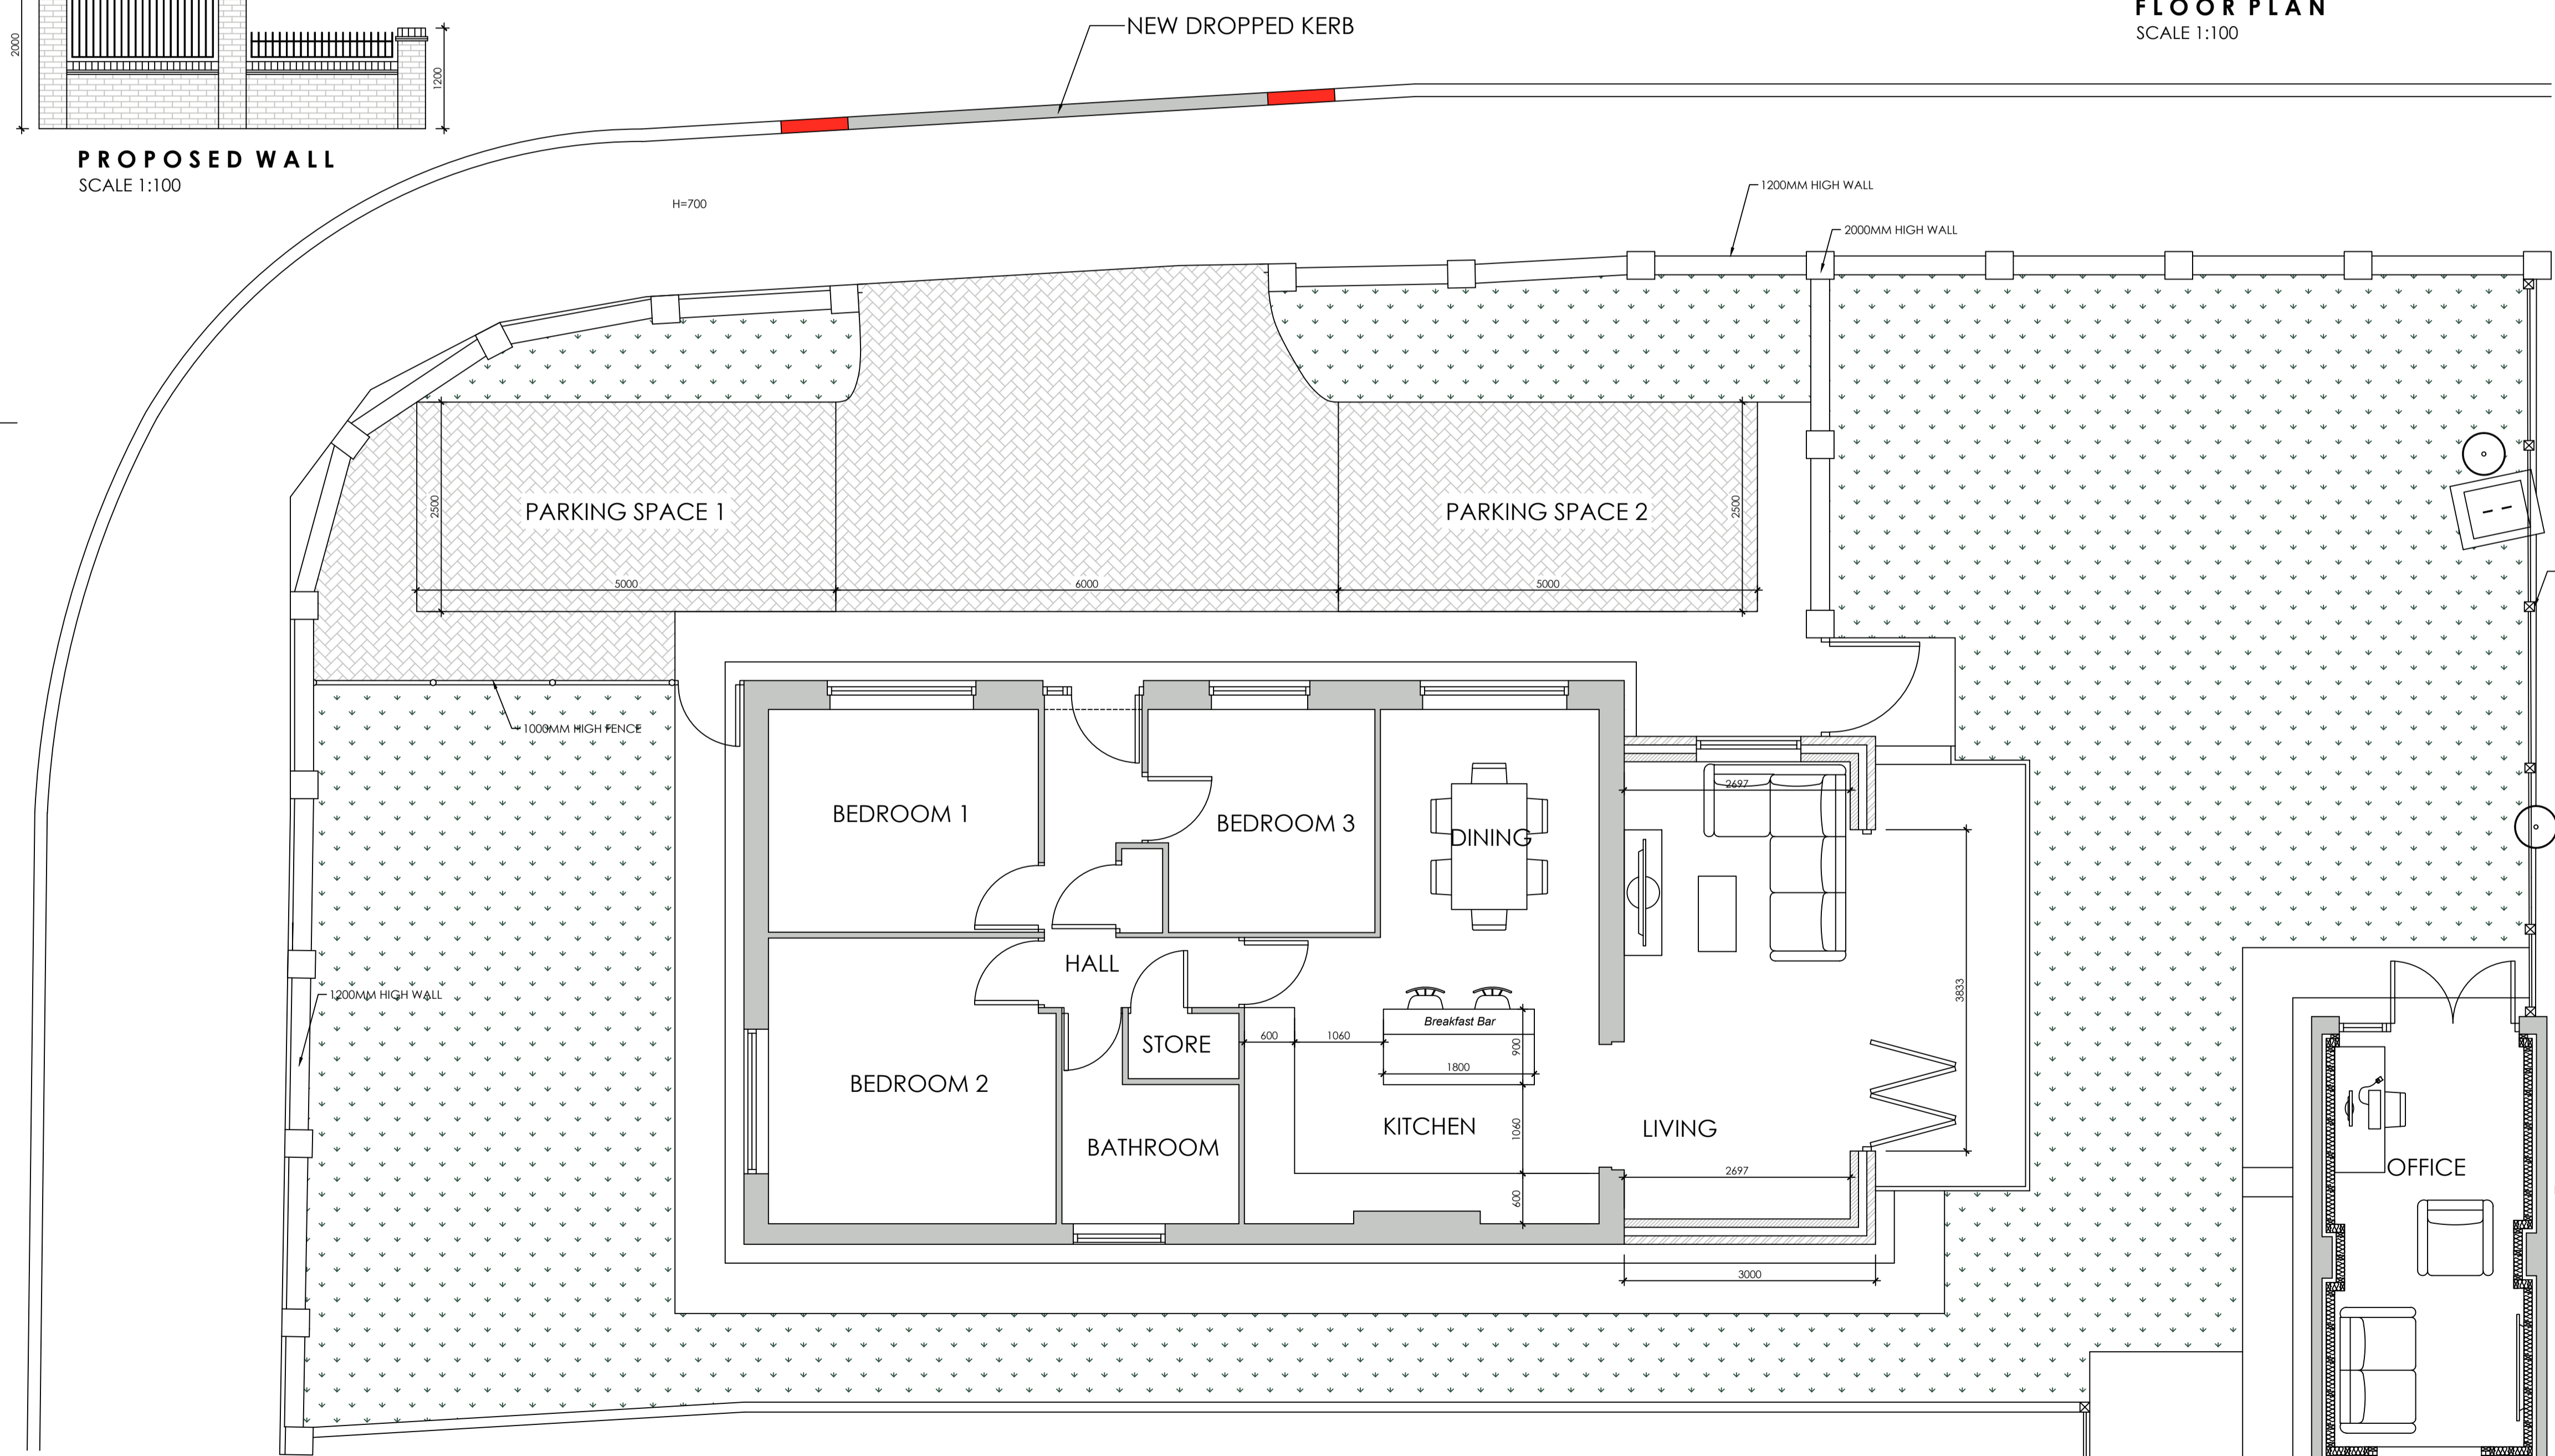 FLOOR PLAN
SCALE 1:100
NEW DROPPED KERB
2000
1200
PROPOSED WALL
SCALE 1:100
H=700
1200MM HIGH WALL
2000MM HIGH WALL
2500
PARKING SPACE 1
PARKING SPACE 2
2500
5000
6000
5000
1000MM HIGH FENCE
2697
BEDROOM 1
BEDROOM 3
DINING
HALL
1200MM HIGH WALL
3833
Breakfast Bar
STORE
600
1060
900
1800
BEDROOM 2
KITCHEN
1060
LIVING
BATHROOM
OFFICE
2697
600
3000